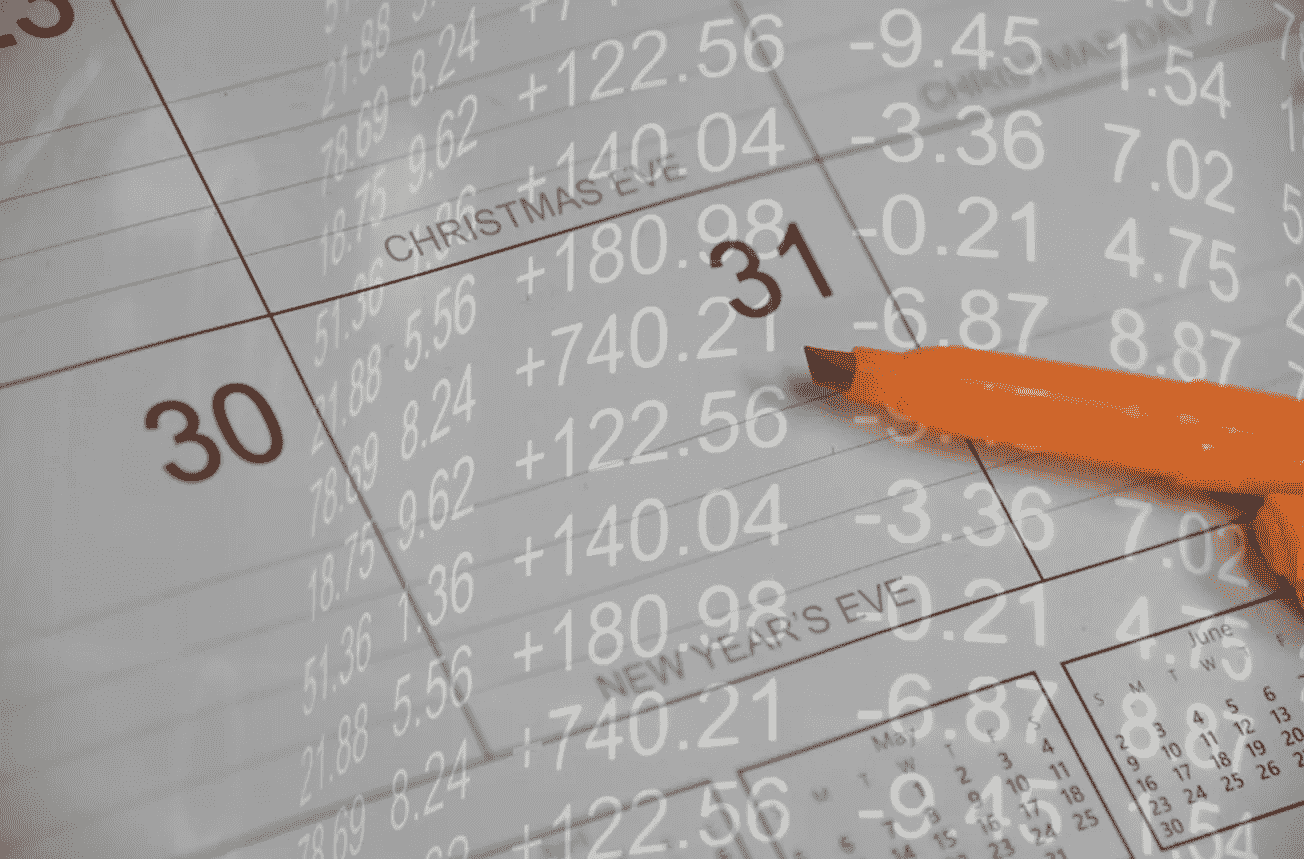 23
21.88 8.24 +122.56 -9.45 1.54
CHRISTMAS DAY
78.69 9.62 +140.04 -3.36 7.02
CHRISTMAS EVE
18.75 1.36 +180.98 -0.21 4.75
31
51.36 5.56 +740.21 -6.87 8.87
30
21.88 8.24 +122.56
78.69 9.62 +140.04 -3.36 7.02
18.75 1.36 +180.98 -0.21 4.75
NEW YEAR'S EVE
51.36 5.56 +740.21 -6.87 8.87
21.88 8.24 +122.56 -9.45 1.54
78.69
May
M T W T F S
1 2 3 4
6 7 8 9 10 11
14 15 16 17 18
23 24 25
31
June
S M T W F
2 3 4 5 6
9 10 11 12 13
16 17 18 19 20
23 24 25 26
30